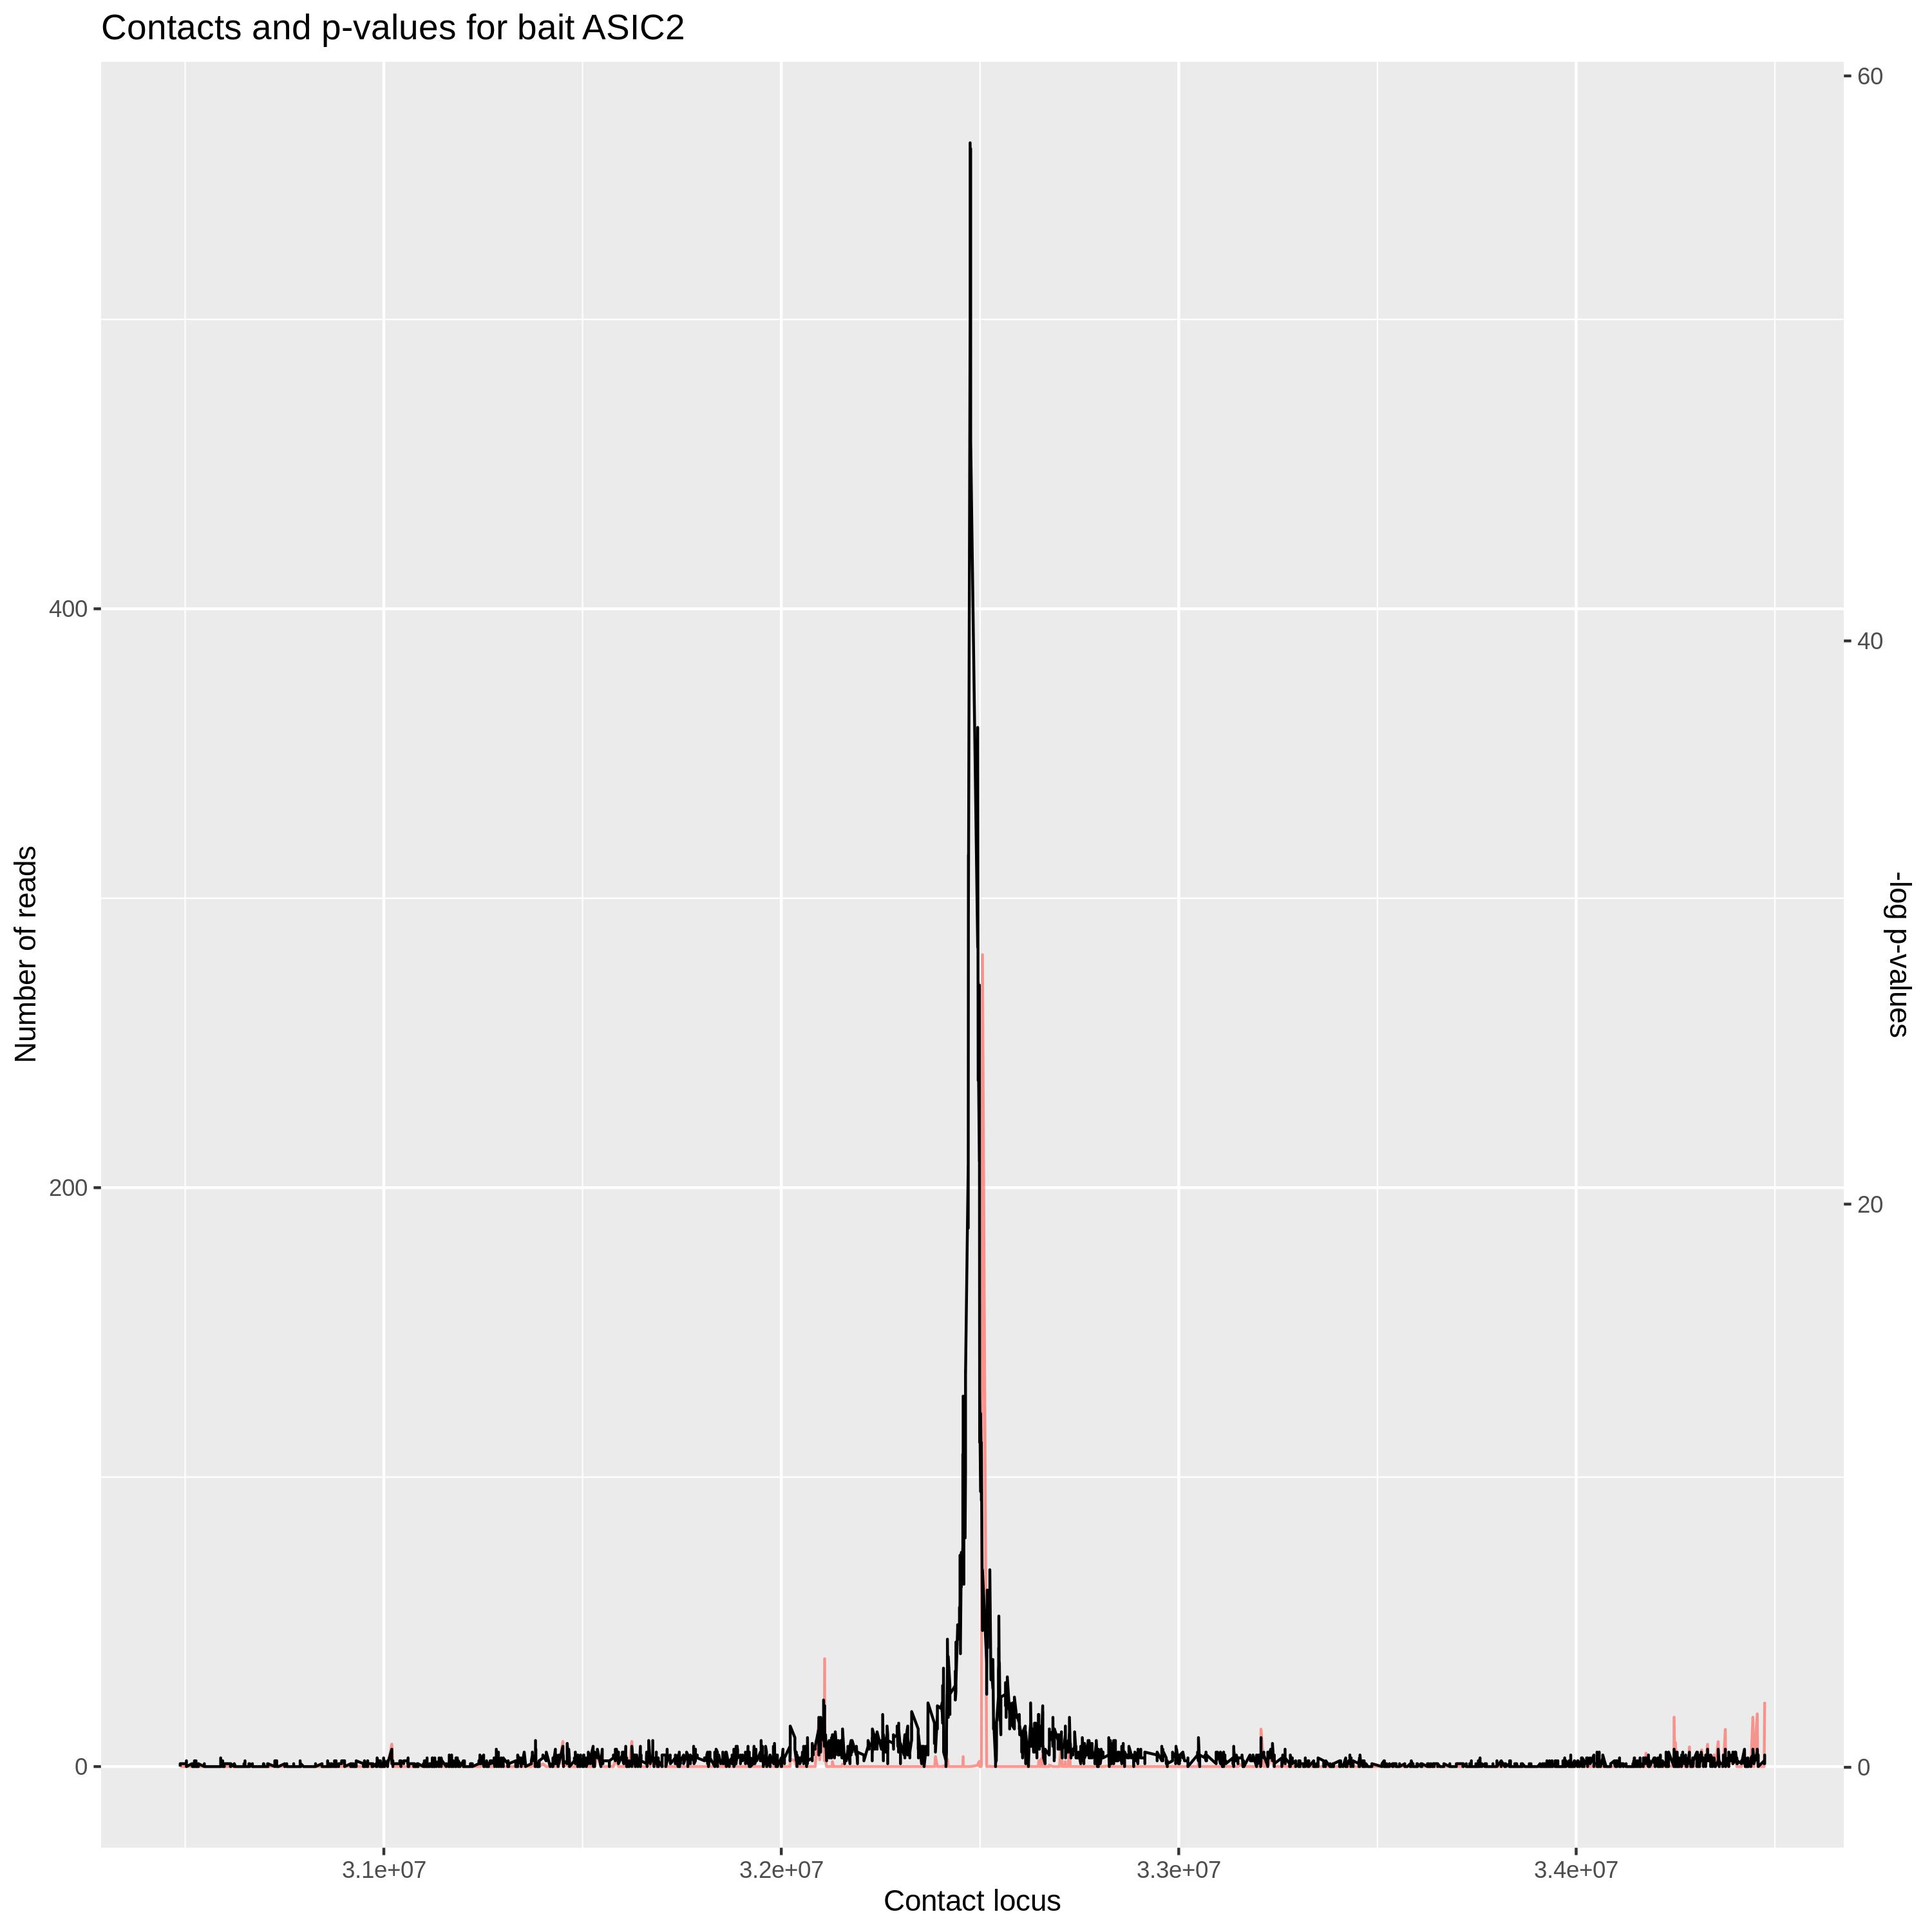 Contacts and p-values for bait ASIC2
60
400
40
Number of reads
-log p-values
200
20
0
0
3.1e+07
3.2e+07
3.3e+07
3.4e+07
Contact locus